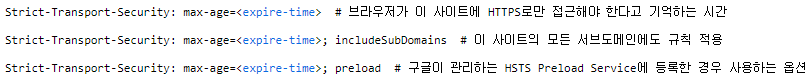 Strict-Transport-Security: max-age=<expire-time>  # 브라우저가 이 사이트에 HTTPS로만 접근해야 한다고 기억하는 시간
Strict-Transport-Security: max-age=<expire-time>; includeSubDomains  # 이 사이트의 모든 서브도메인에도 규칙 적용
Strict-Transport-Security: max-age=<expire-time>; preload  # 구글이 관리하는 HSTS Preload Service에 등록한 경우 사용하는 옵션